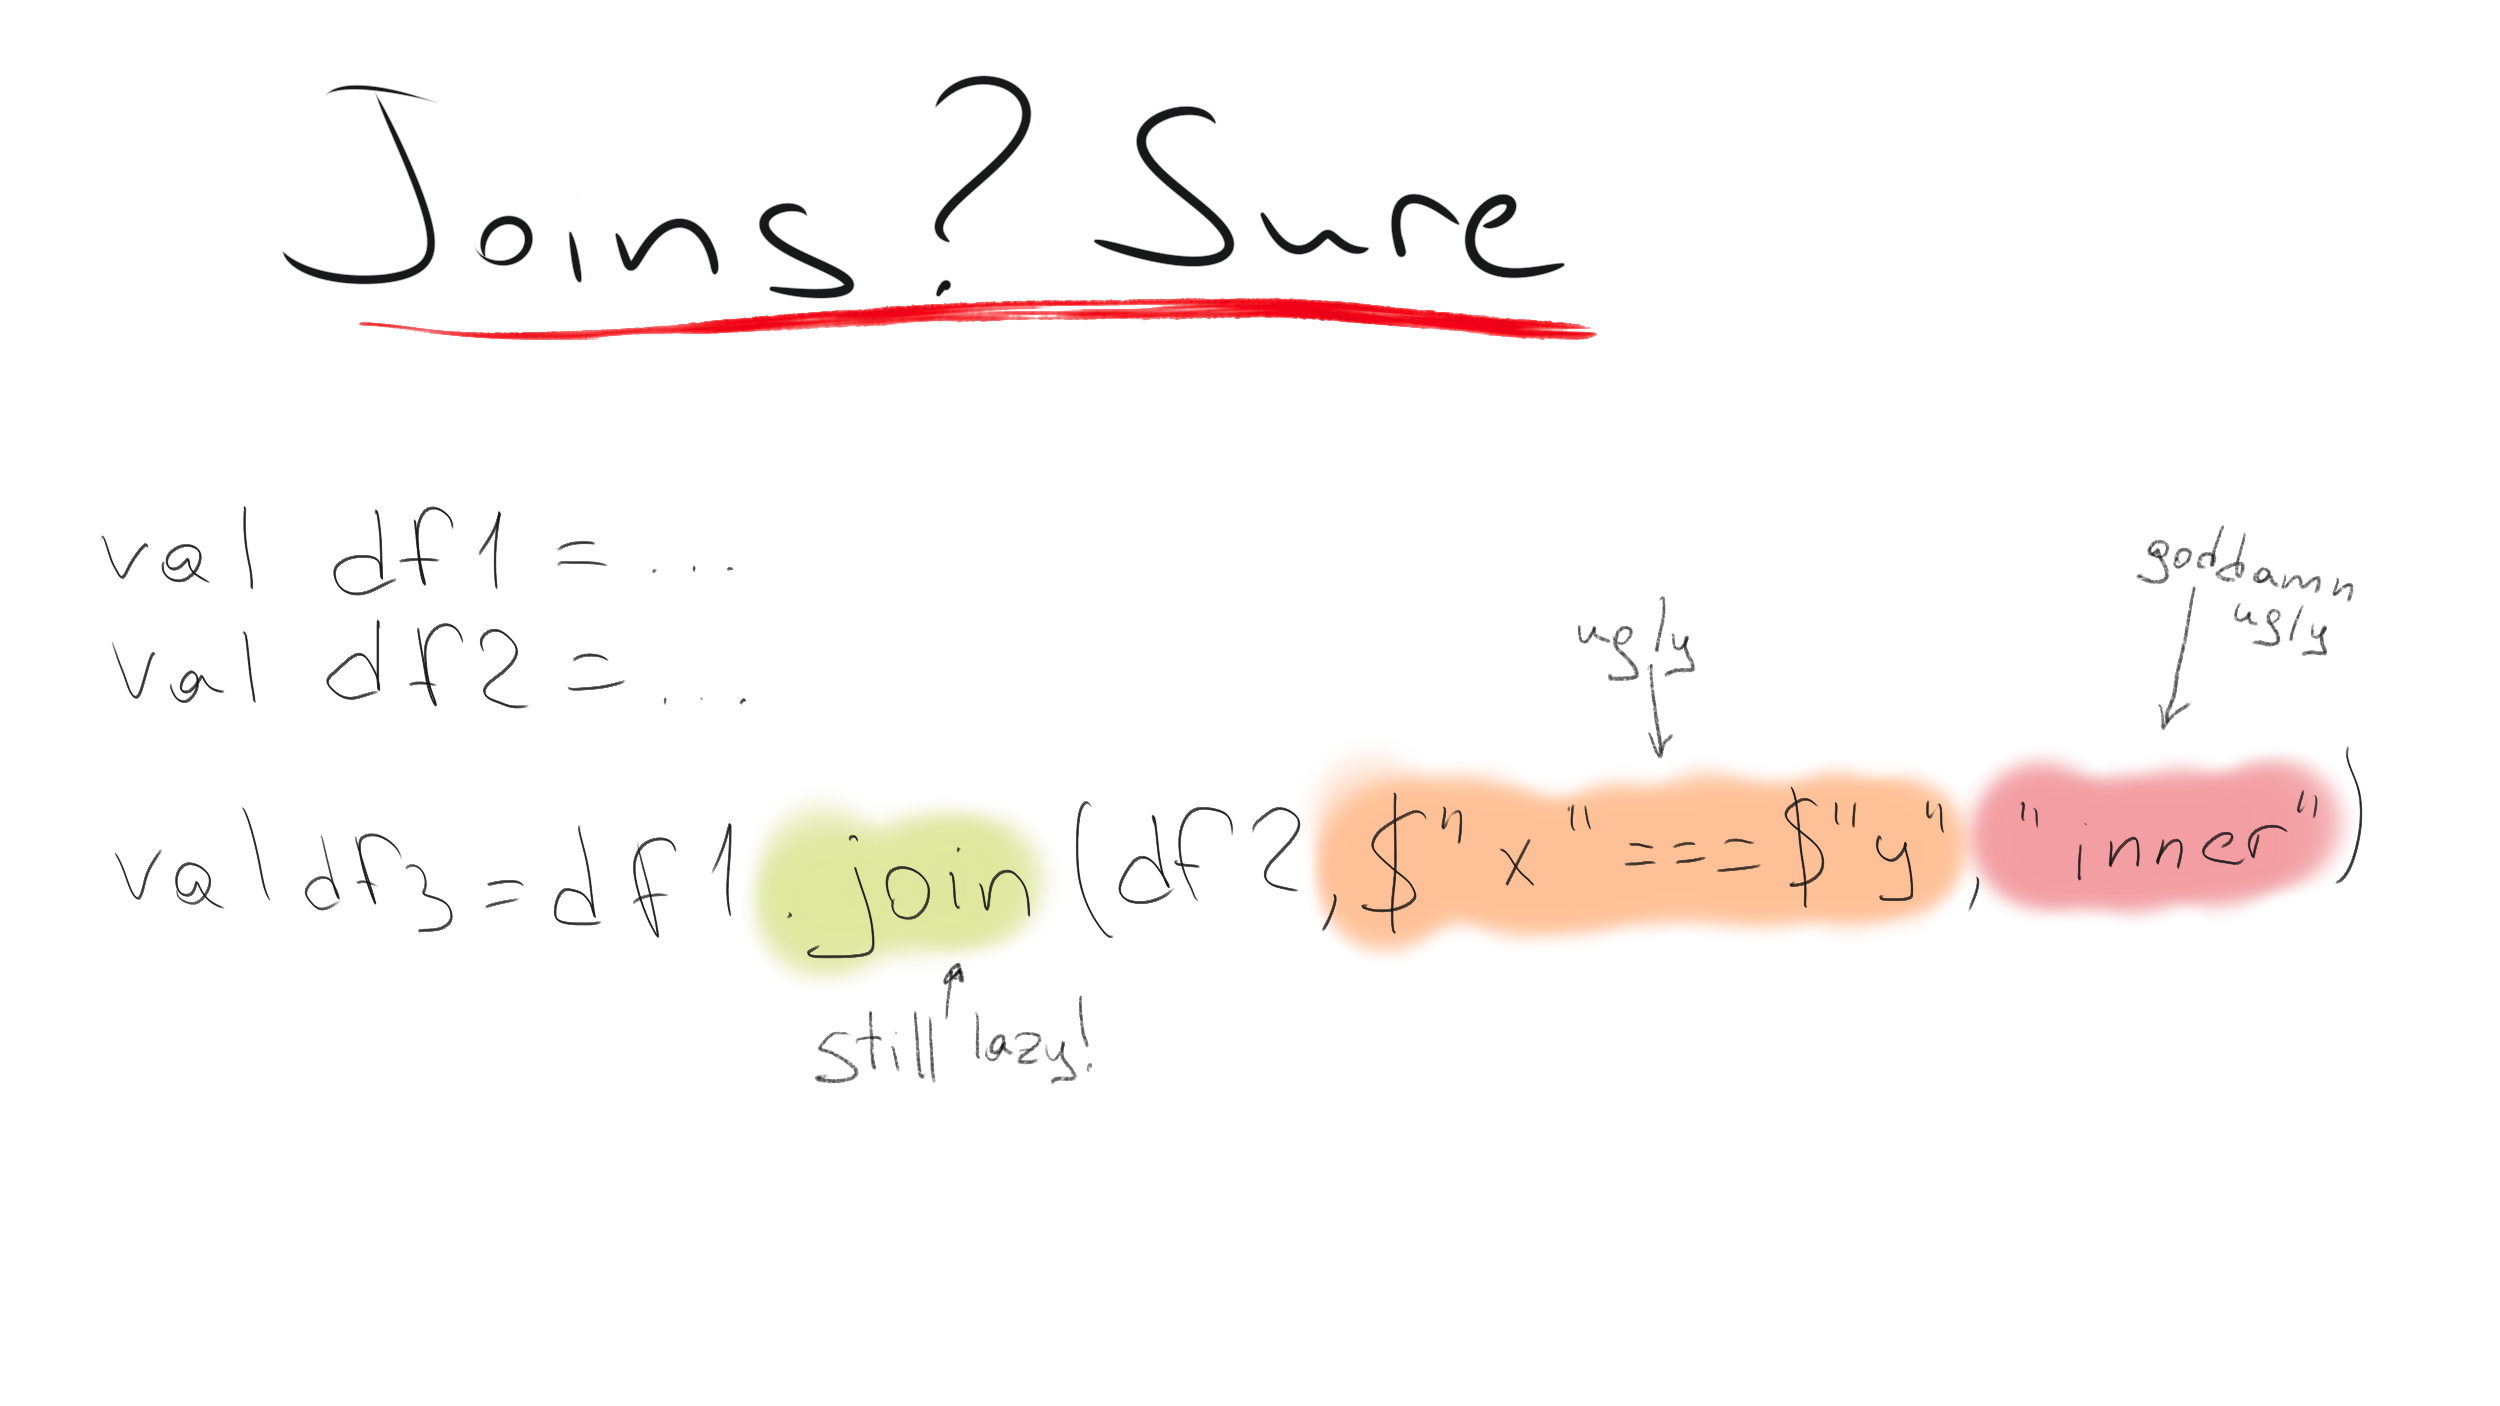 Joins? Sure
val df1 = ...
val df2 = ...
goddamn
ugly
ugly
val df3 = df1.join(df2, $"x" === $"y", "inner")
still lazy!